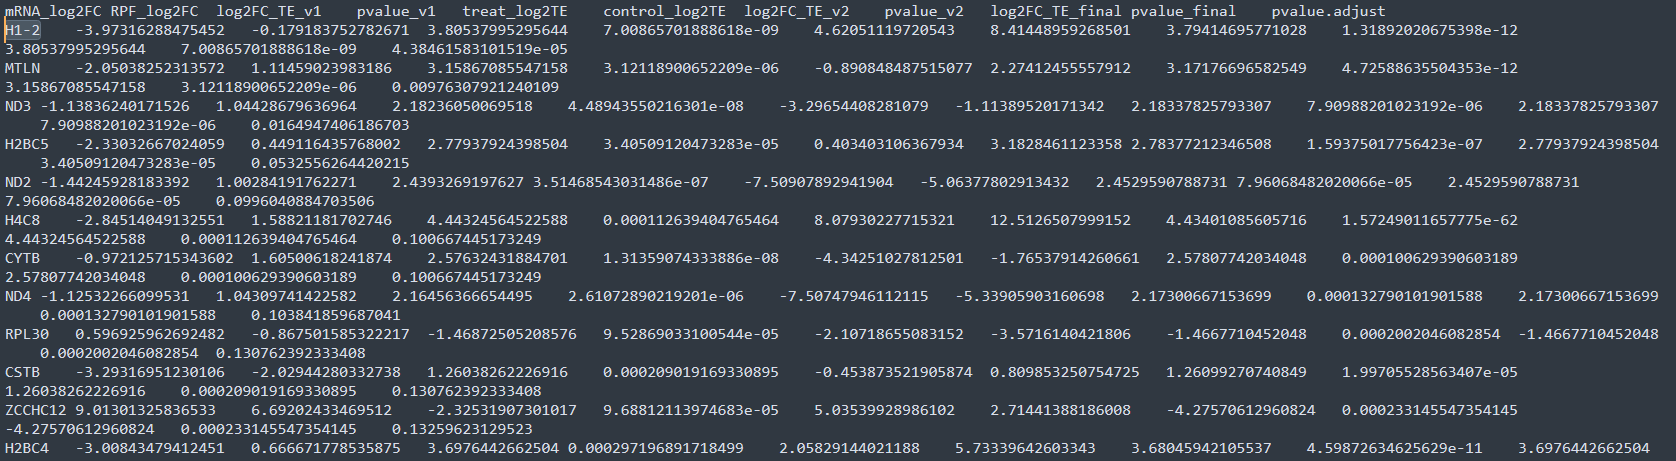 mRNA_log2FC RPF_log2FC log2FC_TE_v1 pvalue_v1 treat_log2TE control_log2TE log2FC_TE_v2 pvalue_v2 log2FC_TE_final pvalue_final pvalue.adjust
H1-2 -3.97316288475452 -0.179183752782671 3.80537995295644 7.00865701888618e-09 4.62051119720543 8.41448959268501 3.79414695771028 1.31892020675398e-12
3.80537995295644 7.00865701888618e-09 4.38461583101519e-05
MTLN -2.05038252313572 1.11459023983186 3.15867085547158 3.12118900652209e-06 -0.890848487515077 2.27412455557912 3.17176696582549 4.72588635504353e-12
3.15867085547158 3.12118900652209e-06 0.00976307921240109
ND3 -1.13836240171526 1.04428679636964 2.18236050069518 4.48943550216301e-08 -3.29654408281079 -1.11389520171342 2.18337825793307 7.90988201023192e-06 2.18337825793307
7.90988201023192e-06 0.0164947406186703
H2BC5 -2.33032667024059 0.449116435768002 2.77937924398504 3.40509120473283e-05 0.403403106367934 3.1828461123358 2.78377212346508 1.59375017756423e-07 2.77937924398504
3.40509120473283e-05 0.0532556264420215
ND2 -1.44245928183392 1.00284191762271 2.4393269197627 3.51468543031486e-07 -7.50907892941904 -5.06377802913432 2.4529590788731 7.96068482020066e-05 2.4529590788731
7.96068482020066e-05 0.0996040884703506
H4C8 -2.84514049132551 1.58821181702746 4.44324564522588 0.000112639404765464 8.07930227715321 12.5126507999152 4.43401085605716 1.57249011657775e-62
4.44324564522588 0.000112639404765464 0.100667445173249
CYTB -0.972125715343602 1.60500618241874 2.57632431884701 1.31359074333886e-08 -4.34251027812501 -1.76537914260661 2.57807742034048 0.000100629390603189
2.57807742034048 0.000100629390603189 0.100667445173249
ND4 -1.12532266099531 1.04309741422582 2.16456366654495 2.61072890219201e-06 -7.50747946112115 -5.33905903160698 2.17300667153699 0.000132790101901588 2.17300667153699
0.000132790101901588 0.103841859687041
RPL30 0.596925962692482 -0.867501585322217 -1.46872505208576 9.52869033100544e-05 -2.10718655083152 -3.5716140421806 -1.4667710452048 0.0002002046082854 -1.4667710452048
0.0002002046082854 0.130762392333408
CSTB -3.29316951230106 -2.02944280332738 1.26038262226916 0.000209019169330895 -0.453873521905874 0.809853250754725 1.26099270740849 1.99705528563407e-05
1.26038262226916 0.000209019169330895 0.130762392333408
ZCCHC12 9.01301325836533 6.69202433469512 -2.32531907301017 9.68812113974683e-05 5.03539928986102 2.71441388186008 -4.27570612960824 0.000233145547354145
-4.27570612960824 0.000233145547354145 0.13259623129523
H2BC4 -3.00843479412451 0.666671778535875 3.6976442662504 0.000297196891718499 2.05829144021188 5.73339642603343 3.68045942105537 4.59872634625629e-11 3.6976442662504